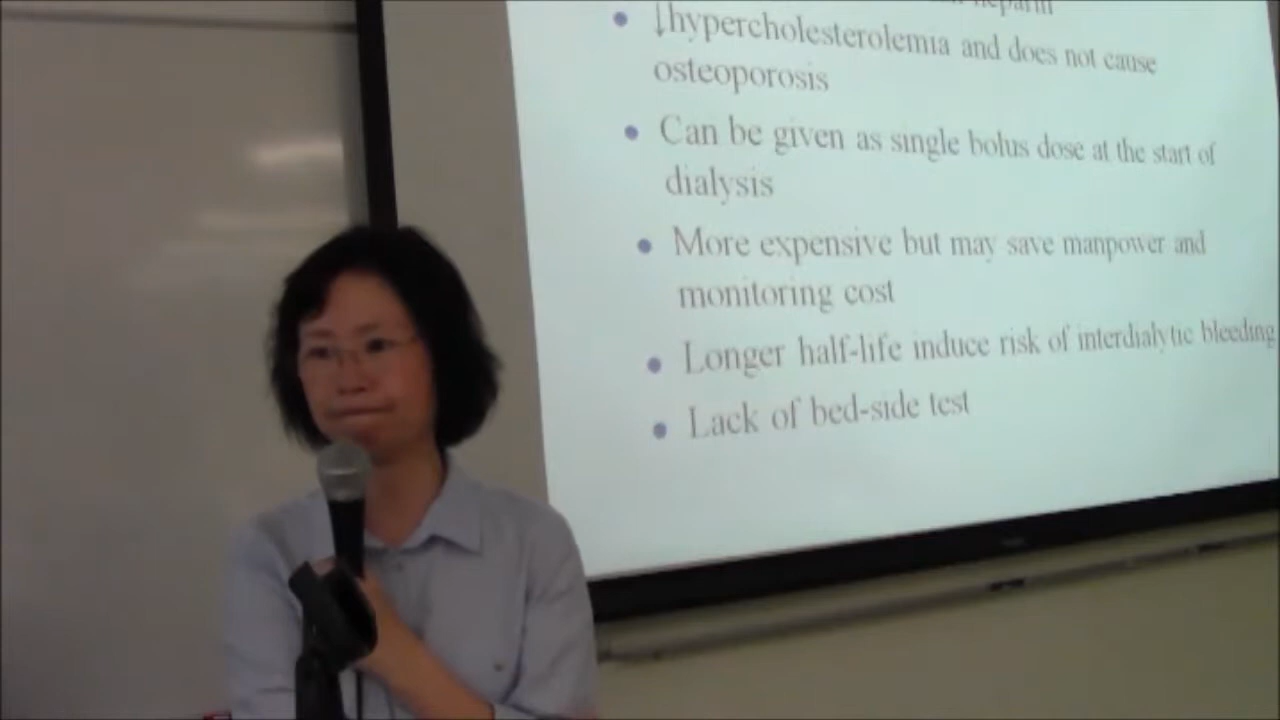 heparin
• ↓hypercholesterolemia and does not cause
osteoporosis
• Can be given as single bolus dose at the start of
dialysis
• More expensive but may save manpower and
monitoring cost
• Longer half-life induce risk of interdialytic bleeding
• Lack of bed-side test